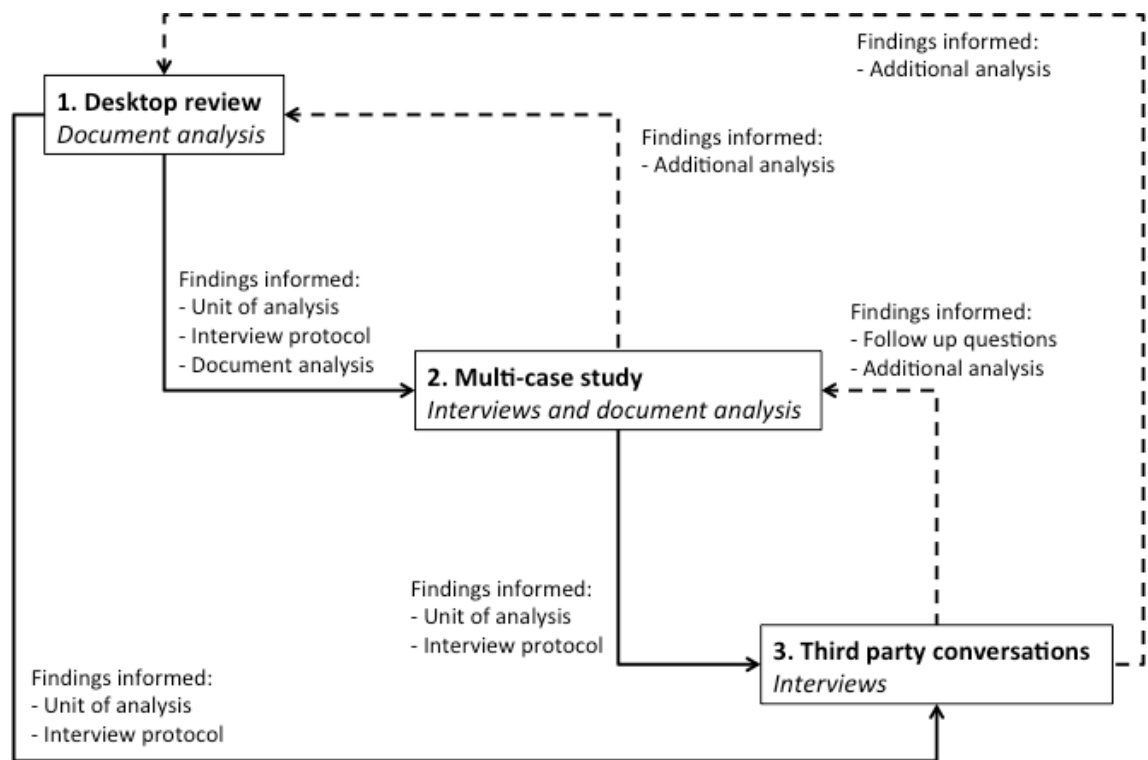 Findings informed:
- Additional analysis
1. Desktop review
Document analysis
Findings informed:
- Additional analysis
Findings informed:
- Unit of analysis
- Interview protocol
- Document analysis
Findings informed:
- Follow up questions
- Additional analysis
2. Multi-case study
Interviews and document analysis
Findings informed:
- Unit of analysis
- Interview protocol
3. Third party conversations
Interviews
Findings informed:
- Unit of analysis
- Interview protocol